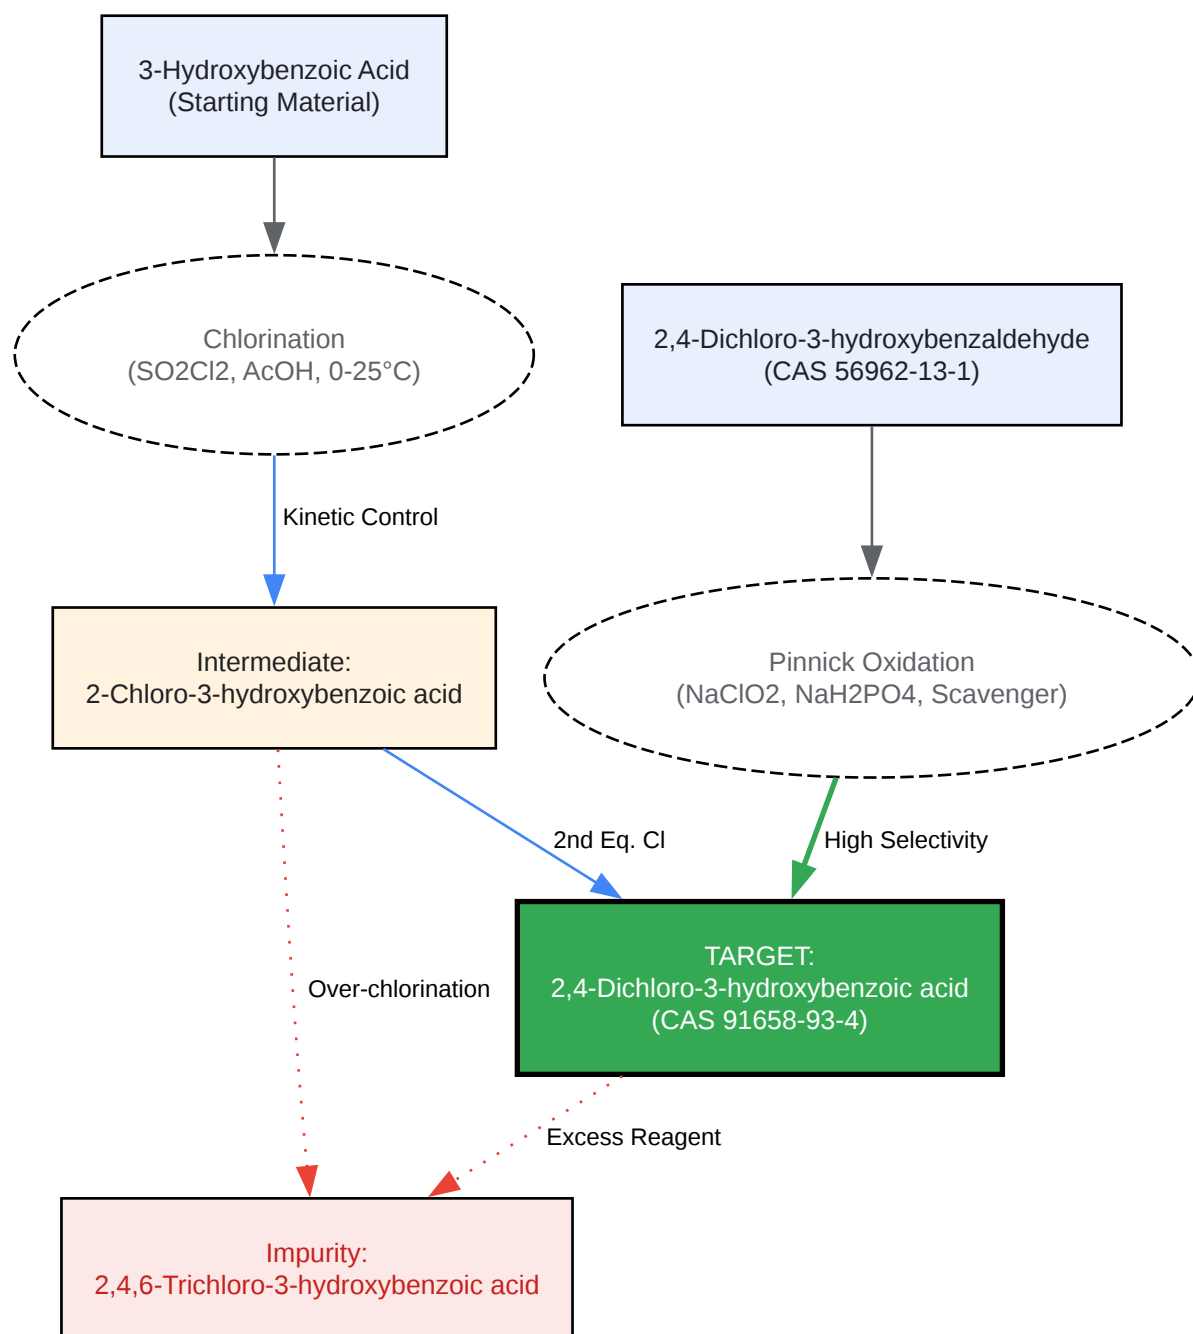 3-Hydroxybenzoic Acid
(Starting Material)
Chlorination
(SO2Cl2, AcOH, 0-25°C)
2,4-Dichloro-3-hydroxybenzaldehyde
(CAS 56962-13-1)
Kinetic Control
Intermediate:
2-Chloro-3-hydroxybenzoic acid
Pinnick Oxidation
(NaClO2, NaH2PO4, Scavenger)
2nd Eq. Cl
High Selectivity
TARGET:
2,4-Dichloro-3-hydroxybenzoic acid
(CAS 91658-93-4)
Over-chlorination
Excess Reagent
Impurity:
2,4,6-Trichloro-3-hydroxybenzoic acid